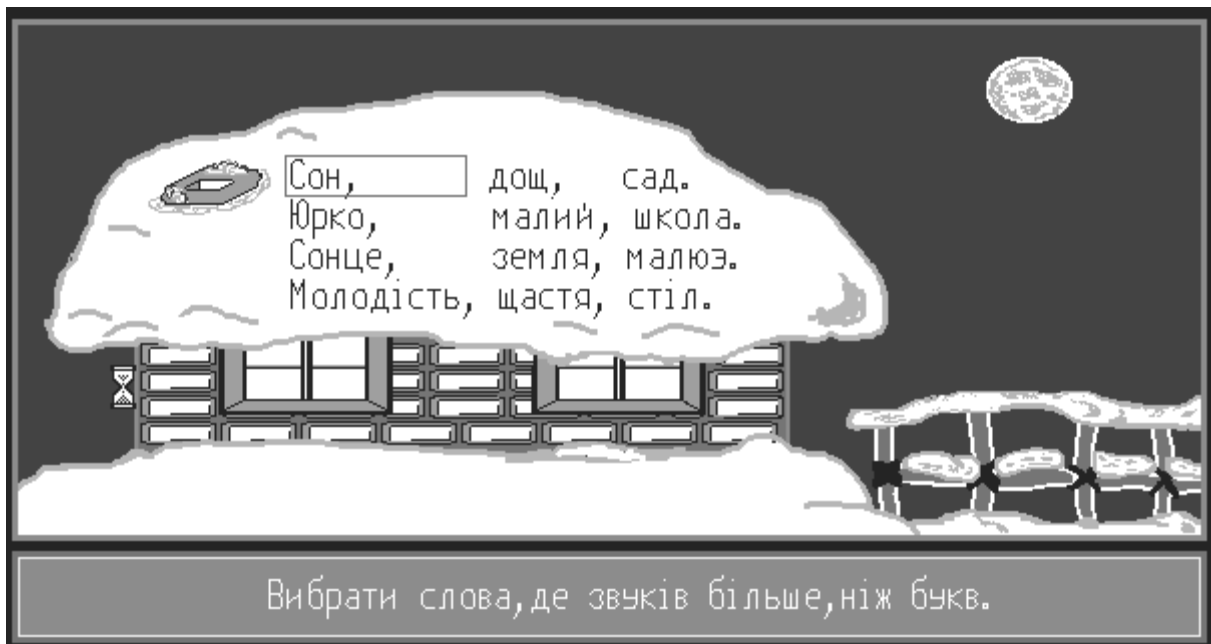 Сон, дощ, сад.
Юрко, малий, школа.
Сонце, земля, малюэ.
Молодість, щастя, стіл.
Вибрати слова,де звуків більше,ніж букв.